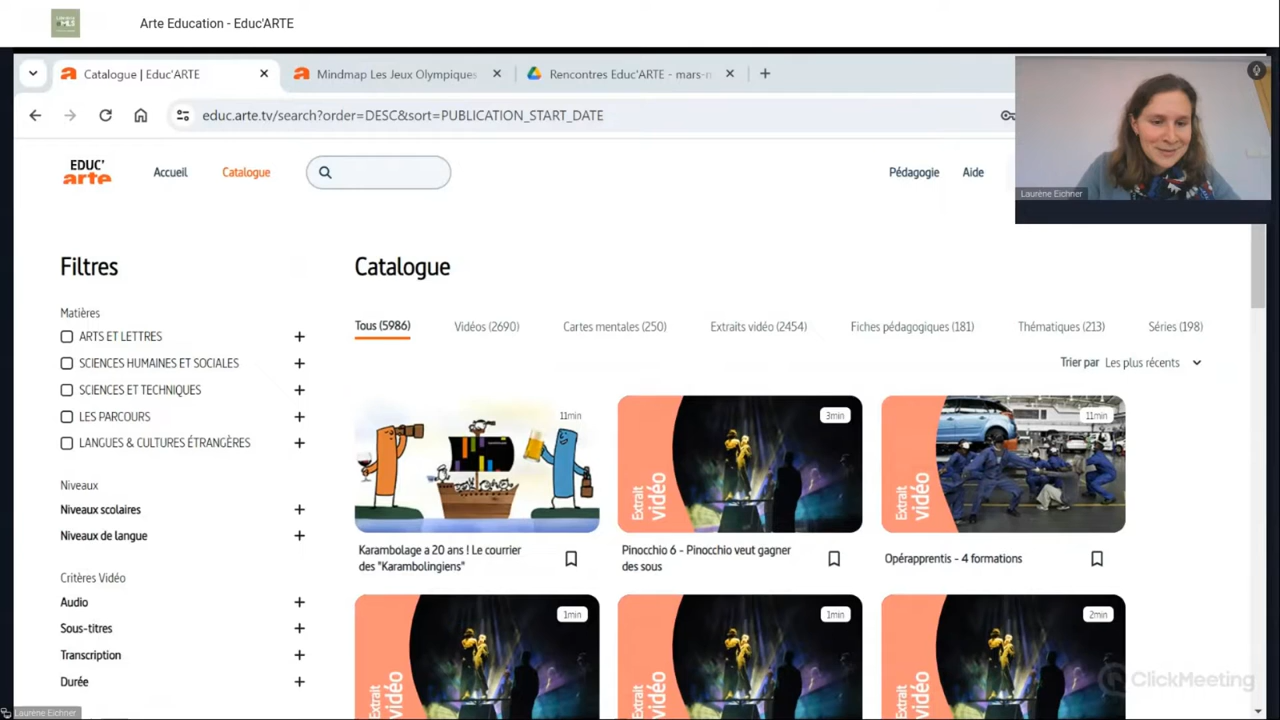 Librairie
MLS
Arte Education - Educ'ARTE
Catalogue | Educ'ARTE
Mindmap Les Jeux Olympiques
Rencontres Educ'ARTE - mars-
educ.arte.tv/search?order=DESC&sort=PUBLICATION_START_DATE
EDUC'
arte
Accueil
Catalogue
Pédagogie
Aide
Laurène Eichner
Filtres
Matières
ARTS ET LETTRES
SCIENCES HUMAINES ET SOCIALES
SCIENCES ET TECHNIQUES
LES PARCOURS
LANGUES & CULTURES ÉTRANGÈRES
Niveaux
Niveaux scolaires
Niveaux de langue
Critères Vidéo
Audio
Sous-titres
Transcription
Durée
Catalogue
Tous (5986)
Vidéos (2690)
Cartes mentales (250)
Extraits vidéo (2454)
Fiches pédagogiques (181)
Thématiques (213)
Séries (198)
Trier par Les plus récents
11min
Karambolage a 20 ans ! Le courrier
des "Karambolingiens"
3min
Extrait
vidéo
Pinocchio 6 - Pinocchio veut gagner
des sous
11min
Extrait
vidéo
Opérapprentis - 4 formations
1min
Extrait
vidéo
1min
Extrait
vidéo
2min
Extrait
vidéo
ClickMeeting
Laurène Eichner